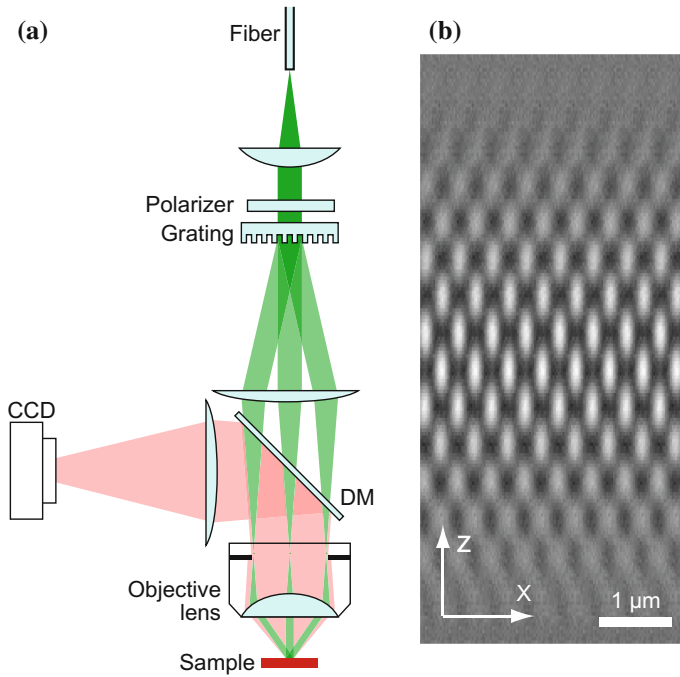 (a)
Fiber
Polarizer
Grating
CCD
DM
Objective
lens
Sample
(b)
z
x
1 µm